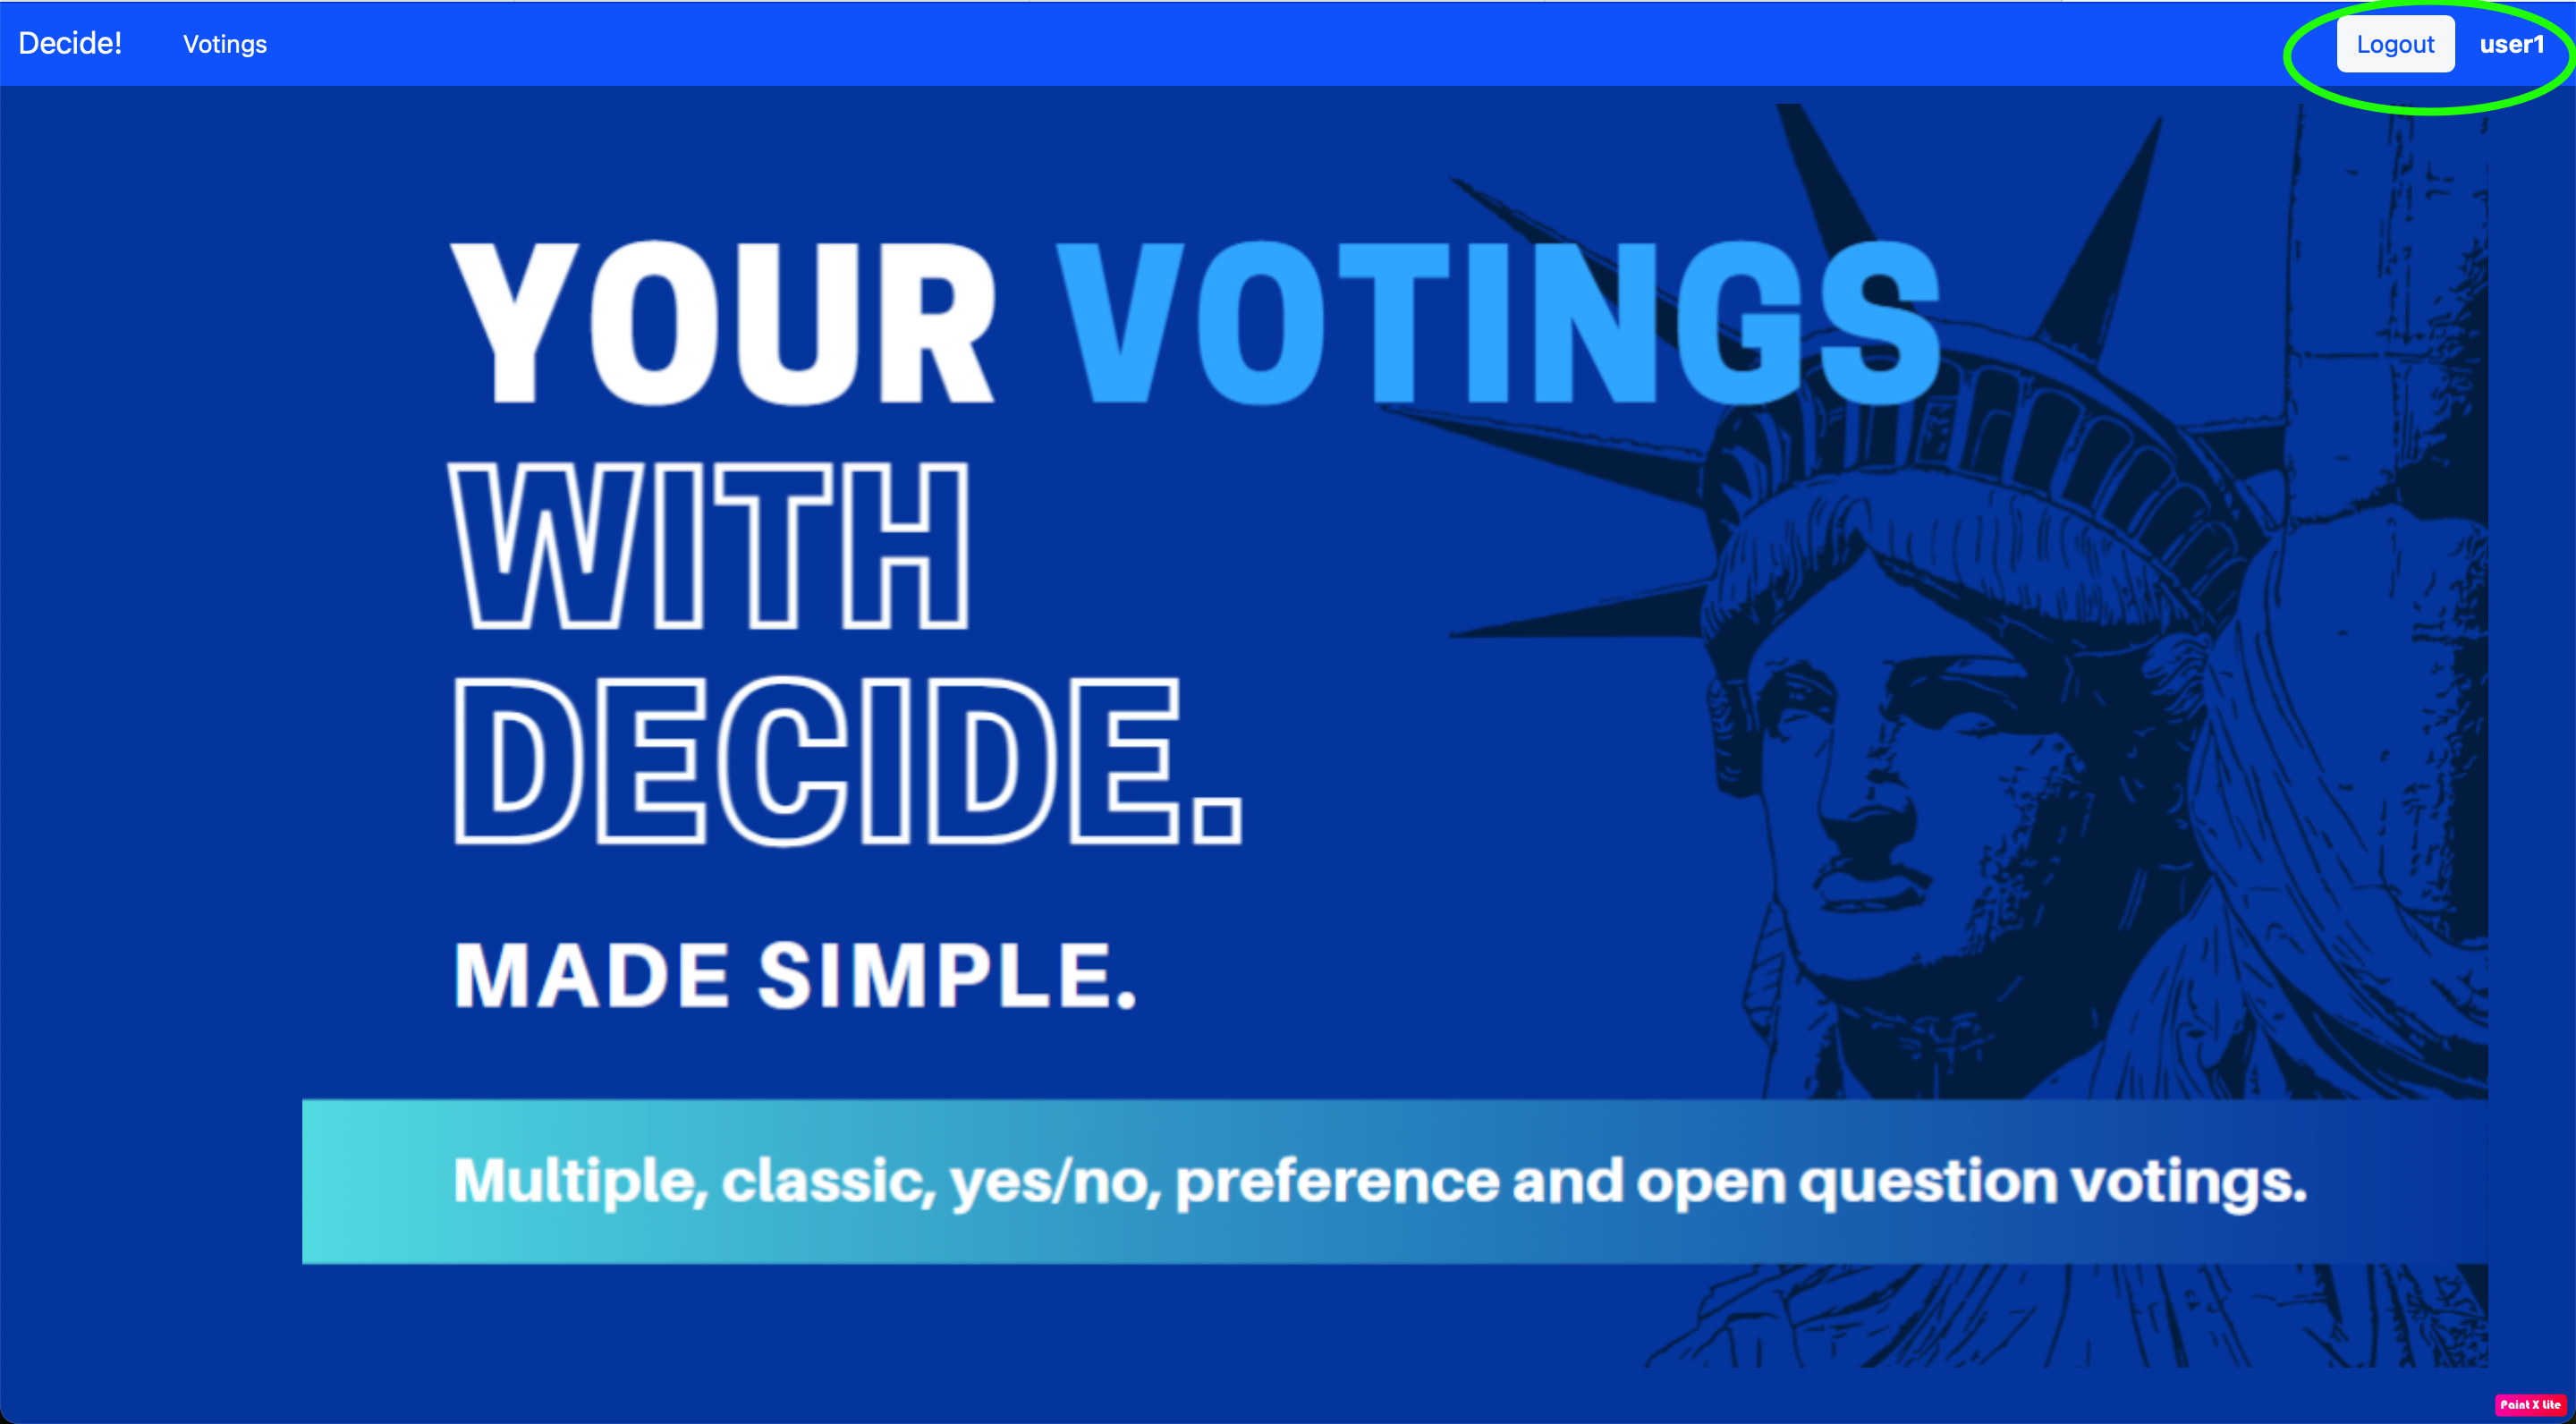 Decide! Votings Logout user1
YOUR VOTINGS
WITH
DECIDE.
MADE SIMPLE.
Multiple, classic, yes/no, preference and open question votings.
Paint X lite